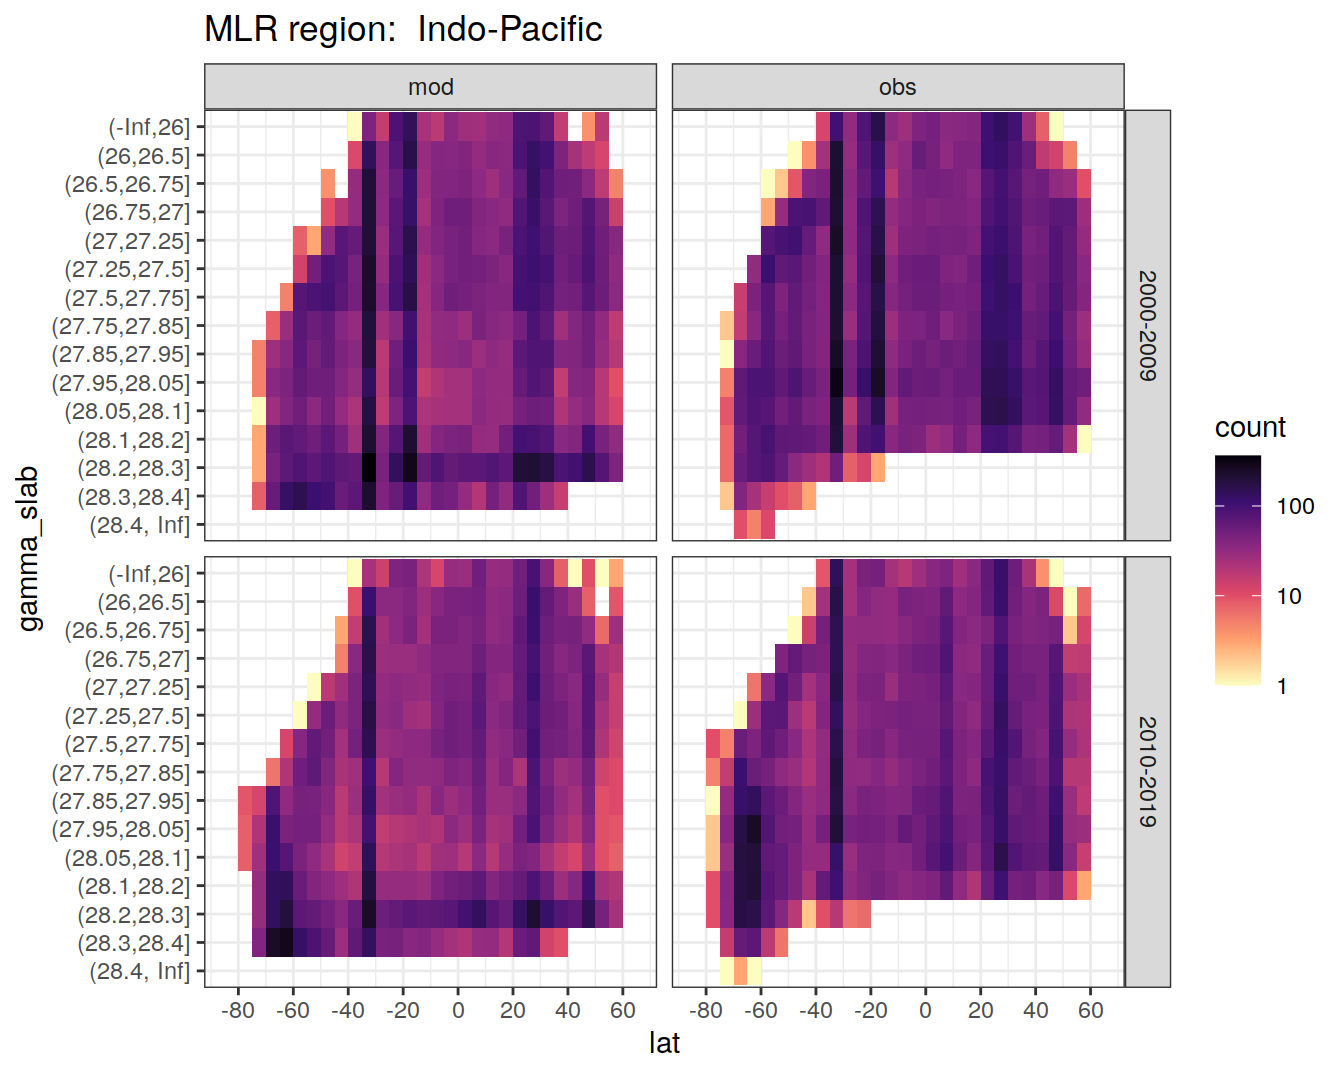 MLR region:  Indo-Pacific
mod
obs
(-Inf,26]
(26,26.5]
(26.5,26.75]
(26.75,27]
(27,27.25]
(27.25,27.5]
(27.5,27.75]
(27.75,27.85]
(27.85,27.95]
(27.95,28.05]
(28.05,28.1]
(28.1,28.2]
(28.2,28.3]
(28.3,28.4]
(28.4, Inf]
2000-2009
(-Inf,26]
(26,26.5]
(26.5,26.75]
(26.75,27]
(27,27.25]
(27.25,27.5]
(27.5,27.75]
(27.75,27.85]
(27.85,27.95]
(27.95,28.05]
(28.05,28.1]
(28.1,28.2]
(28.2,28.3]
(28.3,28.4]
(28.4, Inf]
2010-2019
gamma_slab
-80 -60 -40 -20 0 20 40 60
-80 -60 -40 -20 0 20 40 60
lat
count
100
10
1